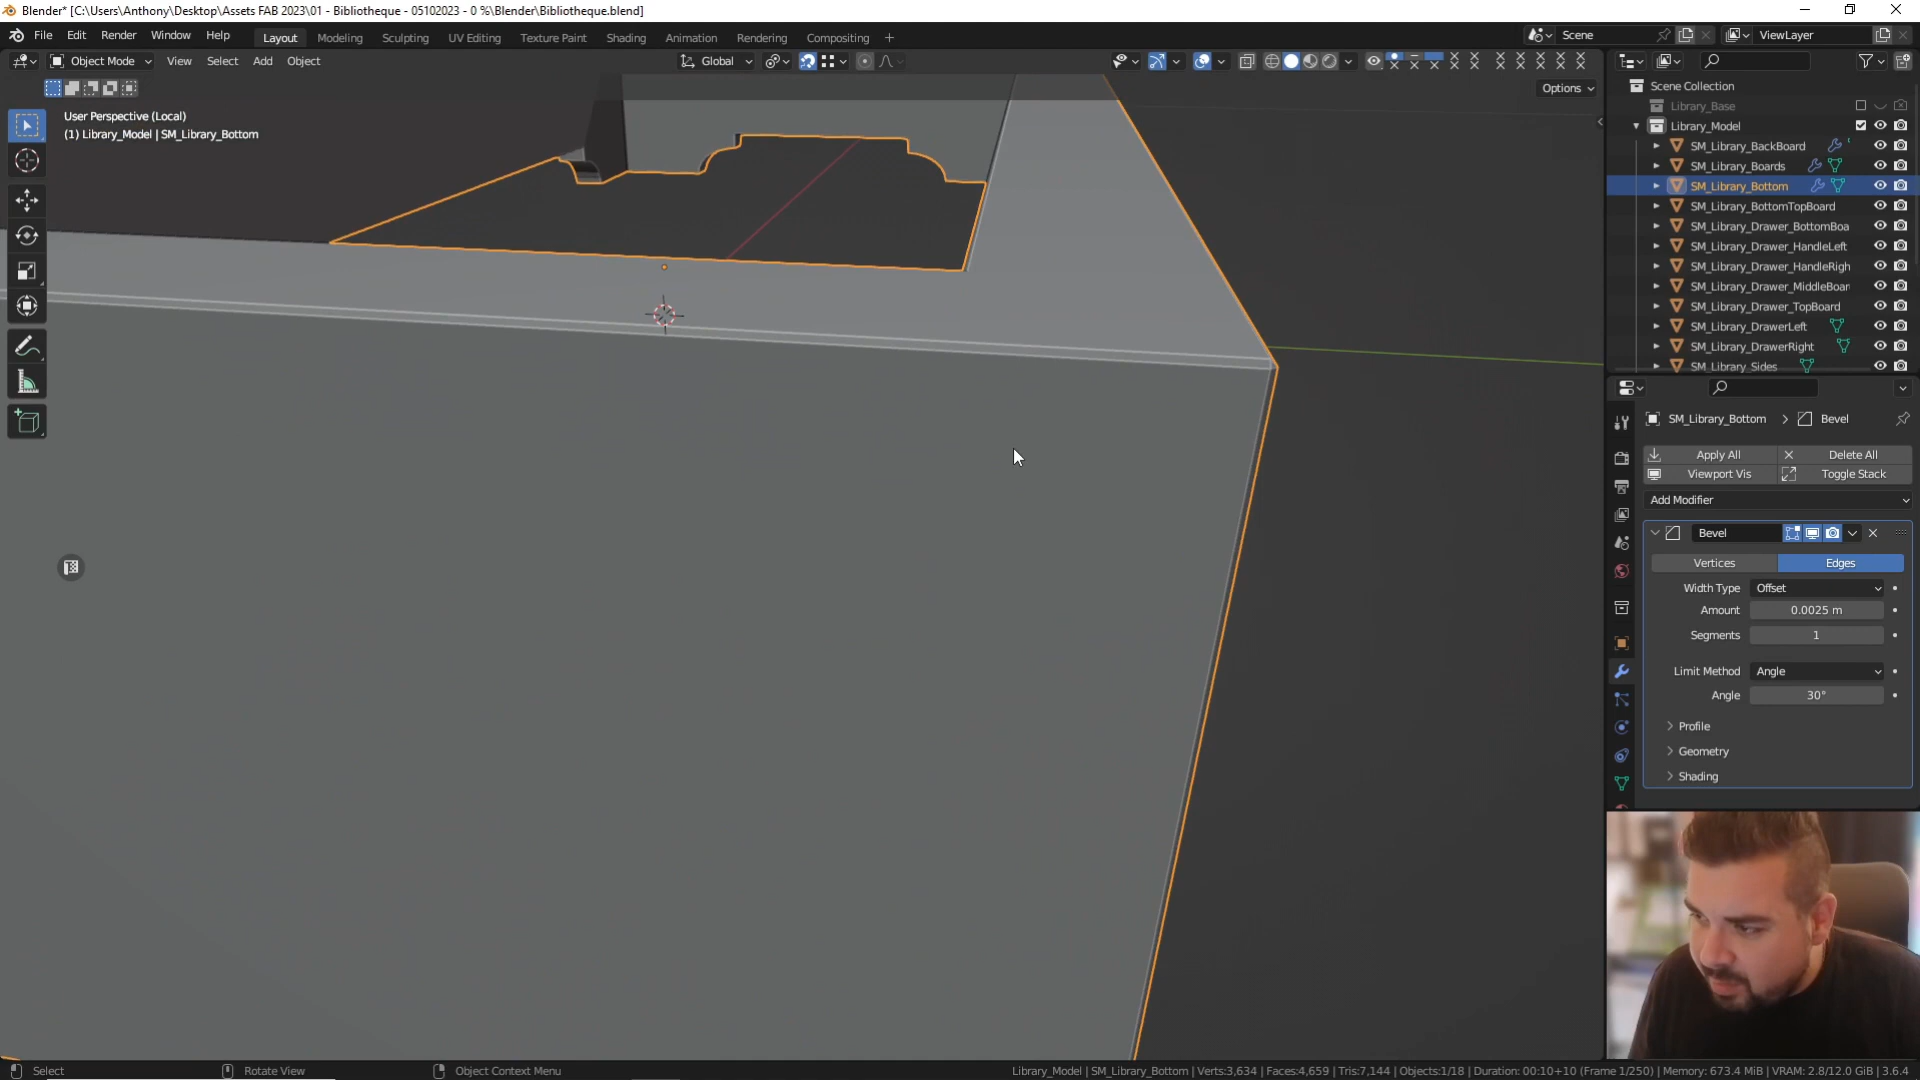 Blender* [C:\Users\Anthony\Desktop\Assets FAB 2023\01 - Bibliotheque - 05102023 - 0 %\Blender\Bibliotheque.blend]
File Edit Render Window Help Layout Modeling Sculpting UV Editing Texture Paint Shading Animation Rendering Compositing + Scene ViewLayer
Object Mode View Select Add Object Global
Options
User Perspective (Local)
(1) Library_Model | SM_Library_Bottom
Scene Collection
Library_Base
Library_Model
SM_Library_BackBoard
SM_Library_Boards
SM_Library_Bottom
SM_Library_BottomTopBoard
SM_Library_Drawer_BottomBoa
SM_Library_Drawer_HandleLeft
SM_Library_Drawer_HandleRigh
SM_Library_Drawer_MiddleBoar
SM_Library_Drawer_TopBoard
SM_Library_DrawerLeft
SM_Library_DrawerRight
SM_Library_Sides
SM_Library_Bottom > Bevel
Apply All Delete All
Viewport Vis Toggle Stack
Add Modifier
Bevel
Vertices Edges
Width Type Offset
Amount 0.0025 m
Segments 1
Limit Method Angle
Angle 30°
Profile
Geometry
Shading
Select Rotate View Object Context Menu Library_Model | SM_Library_Bottom | Verts:3,634 | Faces:4,659 | Tris:7,144 | Objects:1/18 | Duration: 00:10+10 (Frame 1/250) | Memory: 673.4 MiB | VRAM: 2.8/12.0 GiB | 3.6.4